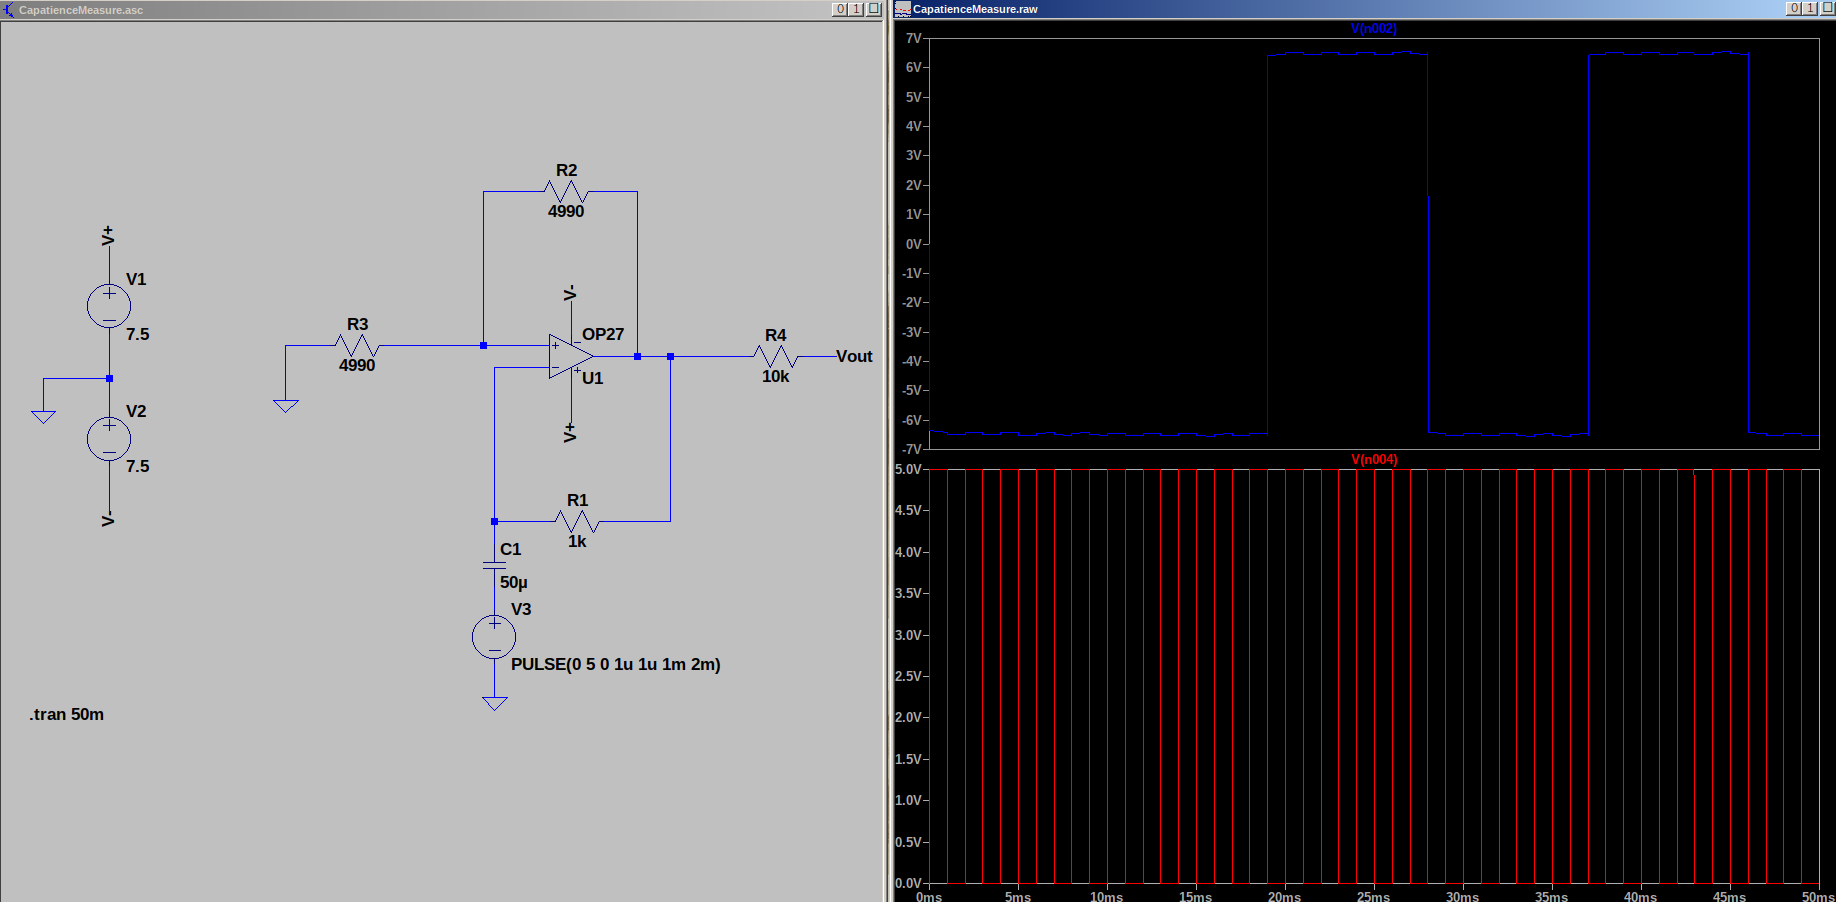 CapatienceMeasure.asc
R2
4990
V+
V1
7.5
V-
OP27
R3
4990
R4
10k
Vout
U1
V+
V2
7.5
V-
R1
1k
C1
50µ
V3
PULSE(0 5 0 1u 1u 1m 2m)
.tran 50m
CapatienceMeasure.raw
V(n002)
7V
6V
5V
4V
3V
2V
1V
0V
-1V
-2V
-3V
-4V
-5V
-6V
-7V
V(n004)
5.0V
4.5V
4.0V
3.5V
3.0V
2.5V
2.0V
1.5V
1.0V
0.5V
0.0V
0ms 5ms 10ms 15ms 20ms 25ms 30ms 35ms 40ms 45ms 50ms